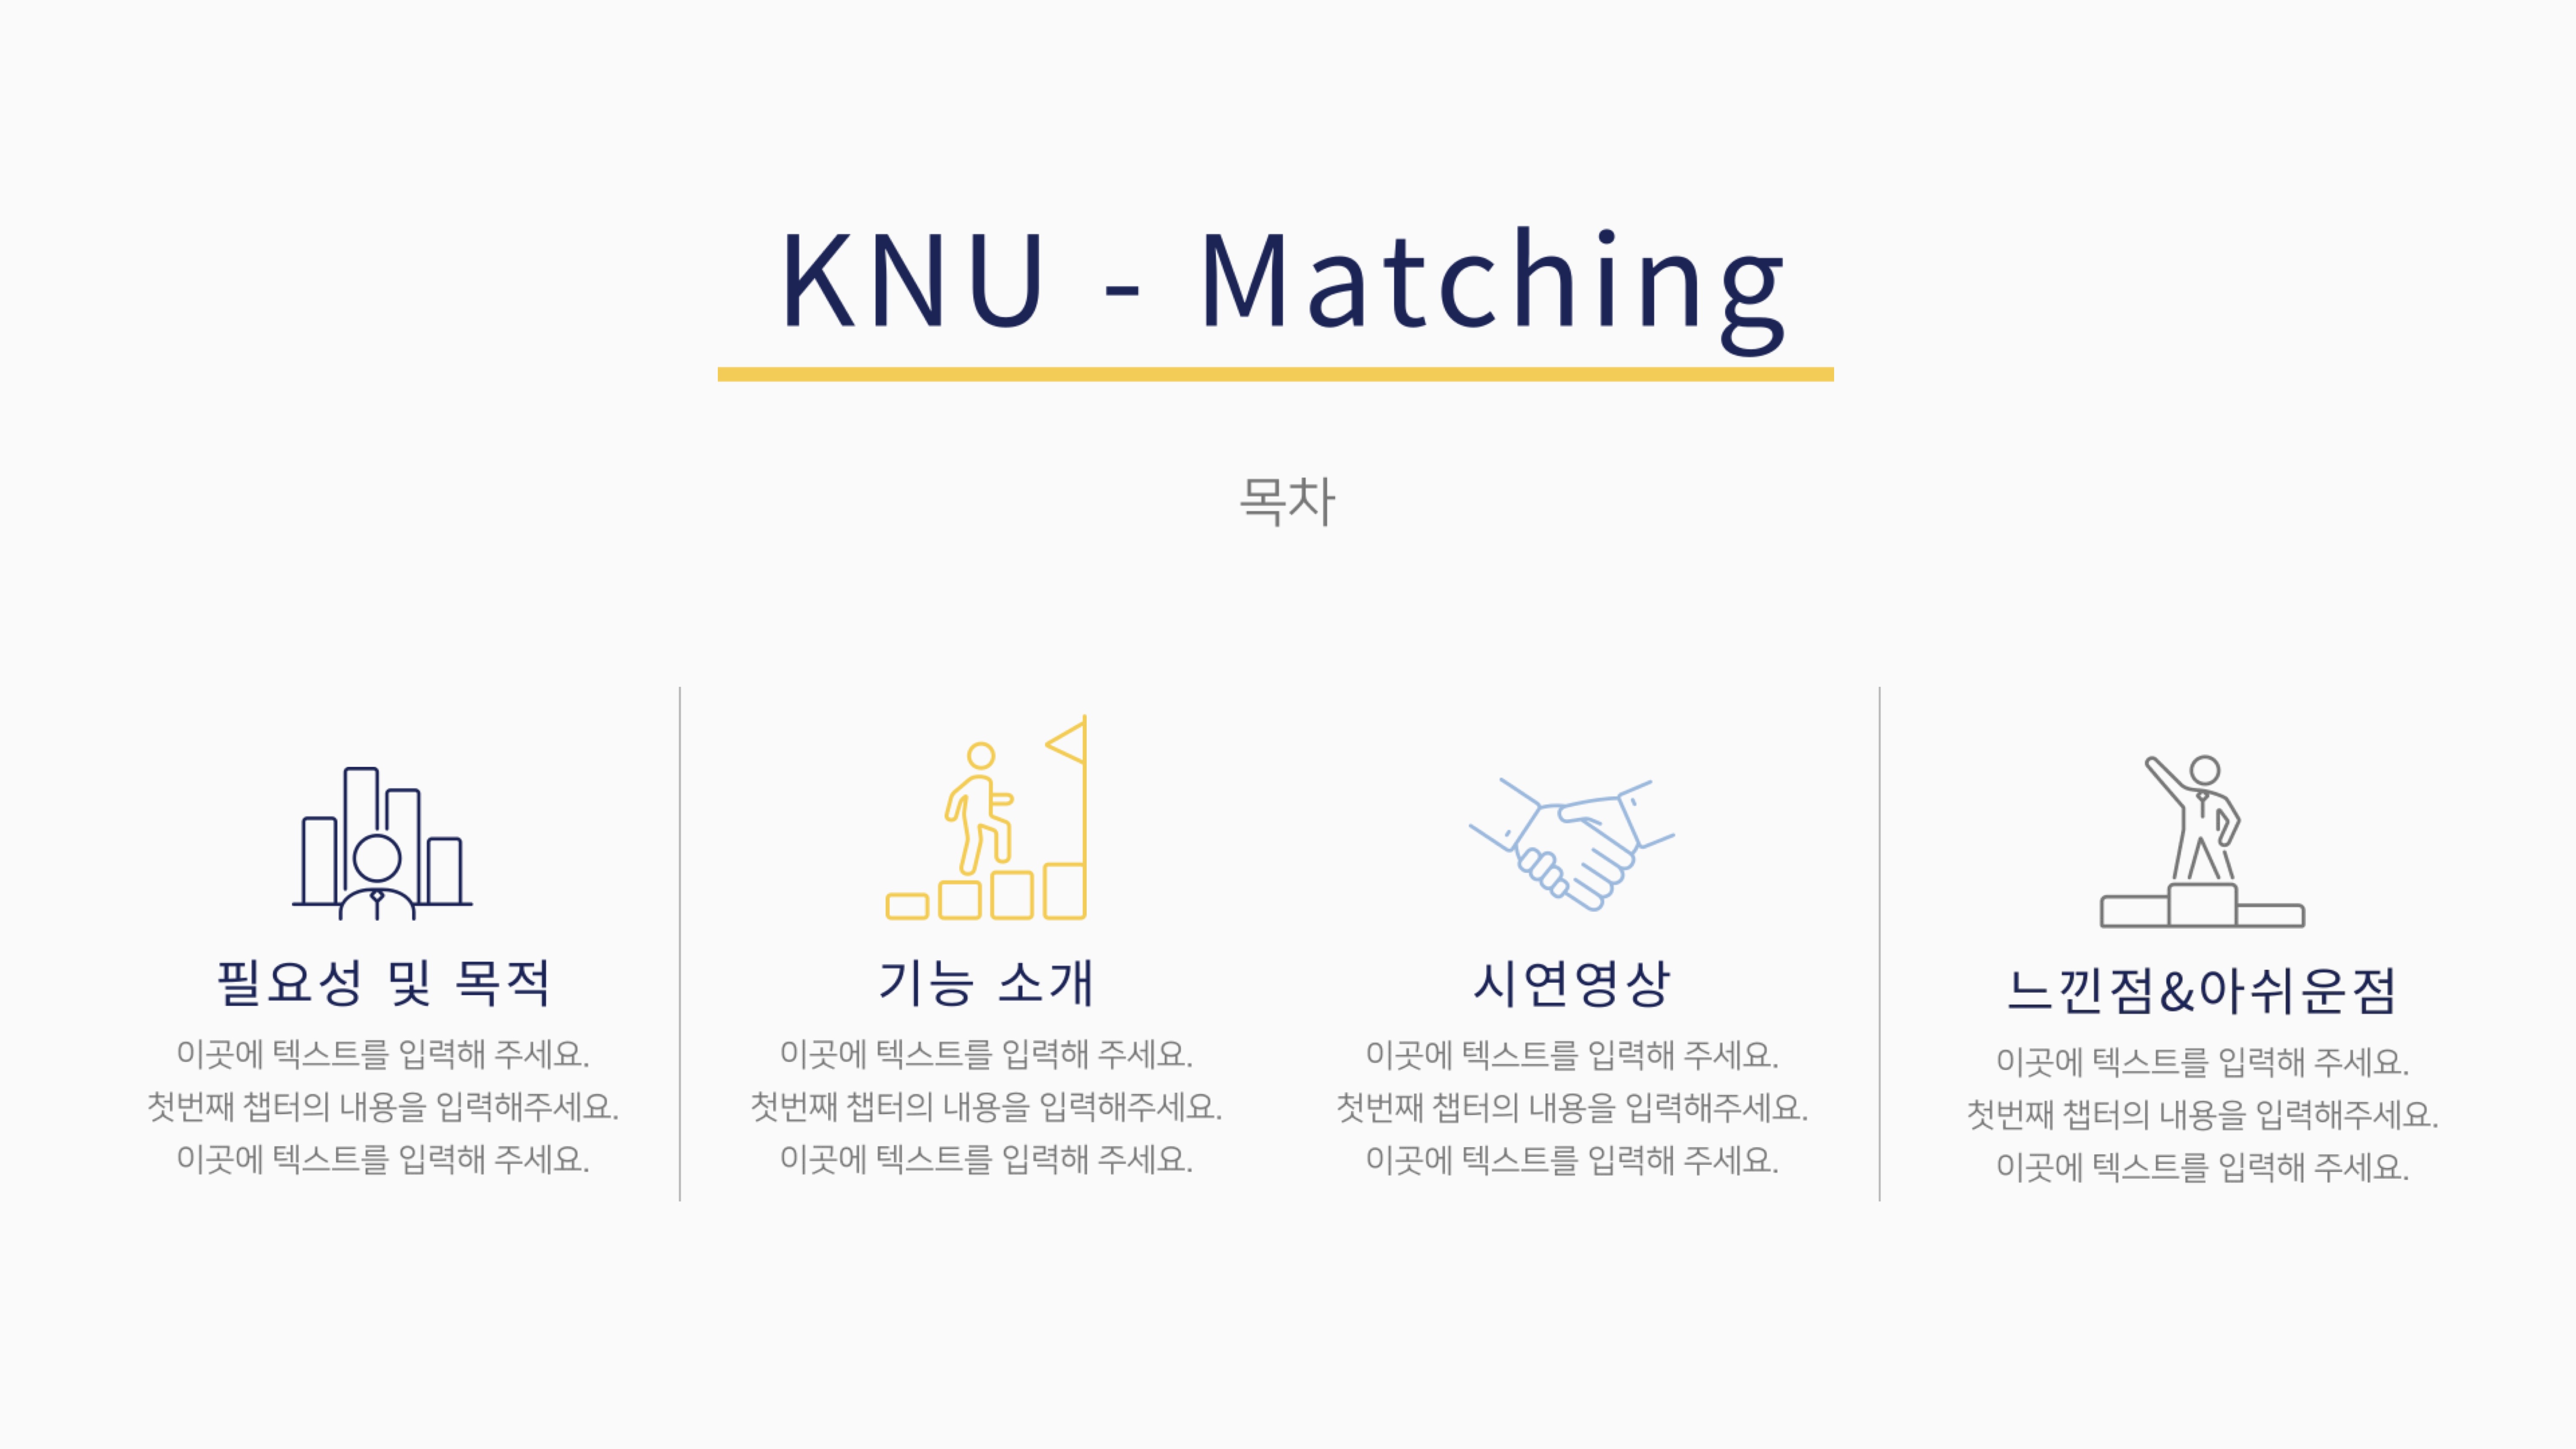 KNU - Matching
목차
필요성 및 목적
이곳에 텍스트를 입력해 주세요.
첫번째 챕터의 내용을 입력해주세요.
이곳에 텍스트를 입력해 주세요.
기능 소개
이곳에 텍스트를 입력해 주세요.
첫번째 챕터의 내용을 입력해주세요.
이곳에 텍스트를 입력해 주세요.
시연영상
이곳에 텍스트를 입력해 주세요.
첫번째 챕터의 내용을 입력해주세요.
이곳에 텍스트를 입력해 주세요.
느낀점&아쉬운점
이곳에 텍스트를 입력해 주세요.
첫번째 챕터의 내용을 입력해주세요.
이곳에 텍스트를 입력해 주세요.